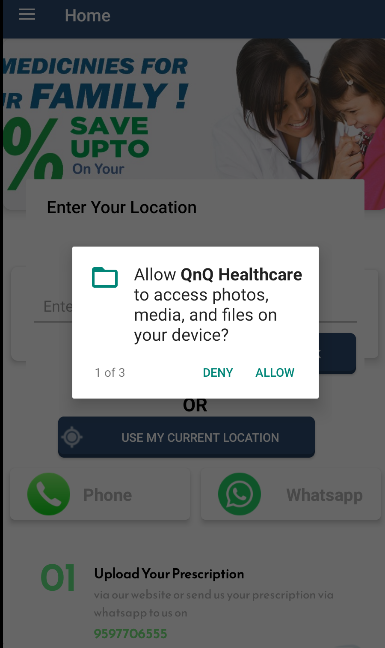 Home
MEDICINIES FOR
UR FAMILY !
% SAVE
UPTO
On Your
Enter Your Location
Allow QnQ Healthcare
to access photos,
media, and files on
your device?
Ente
1 of 3
DENY
ALLOW
OR
USE MY CURRENT LOCATION
Phone
Whatsapp
01
Upload Your Prescription
via our website or send us your prescription via
whatsapp to us on
9597706555